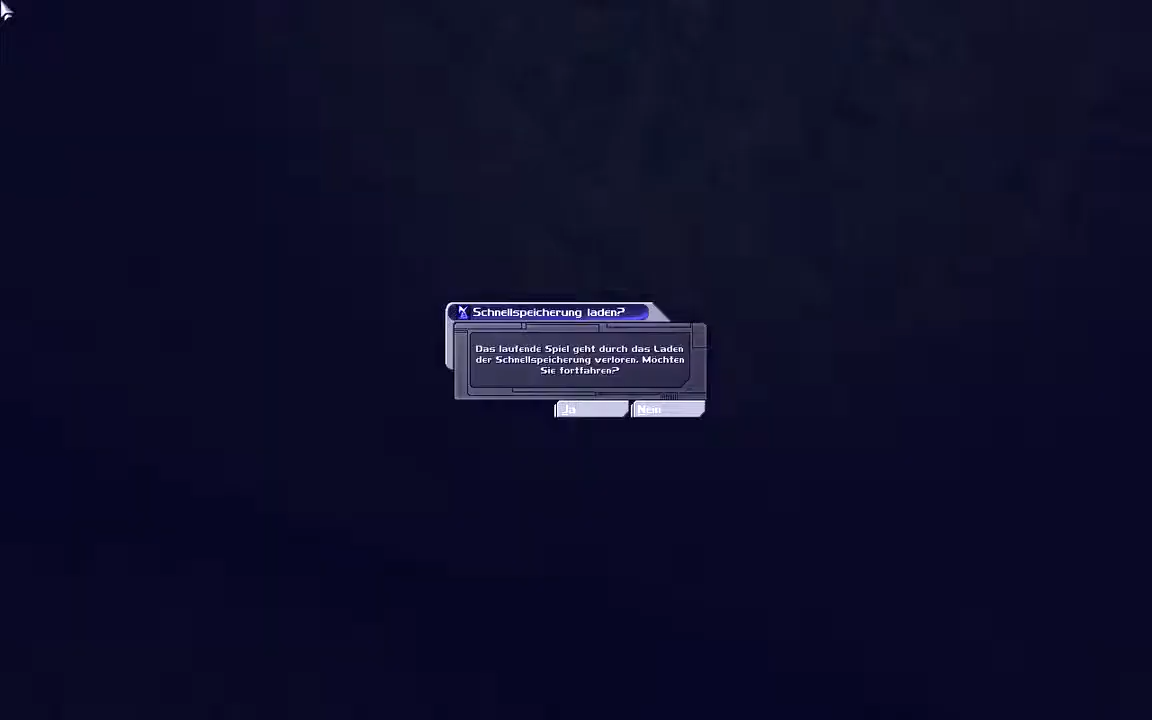 Schnellspeicherung laden?
Das laufende Spiel geht durch das Laden
der Schnellspeicherung verloren. Möchten
Sie fortfahren?
Ja
Nein